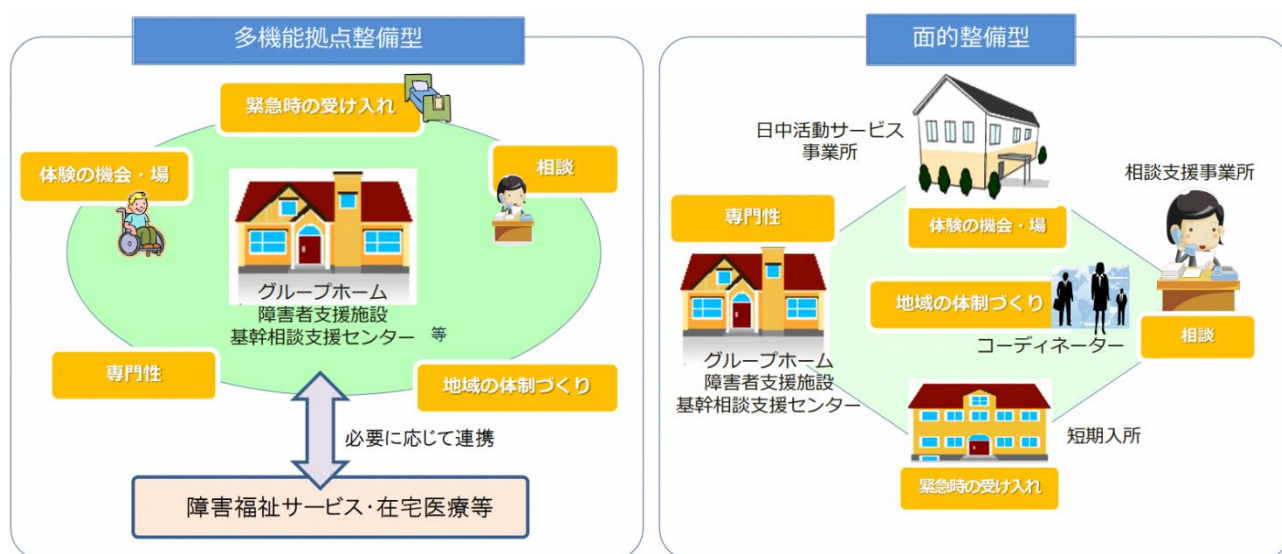 多機能拠点整備型
緊急時の受け入れ
体験の機会・場
相談
グループホーム
障害者支援施設
基幹相談支援センター 等
専門性
地域の体制づくり
必要に応じて連携
障害福祉サービス・在宅医療等
面的整備型
日中活動サービス
事業所
相談支援事業所
専門性
体験の機会・場
地域の体制づくり
コーディネーター
相談
グループホーム
障害者支援施設
基幹相談支援センター
短期入所
緊急時の受け入れ